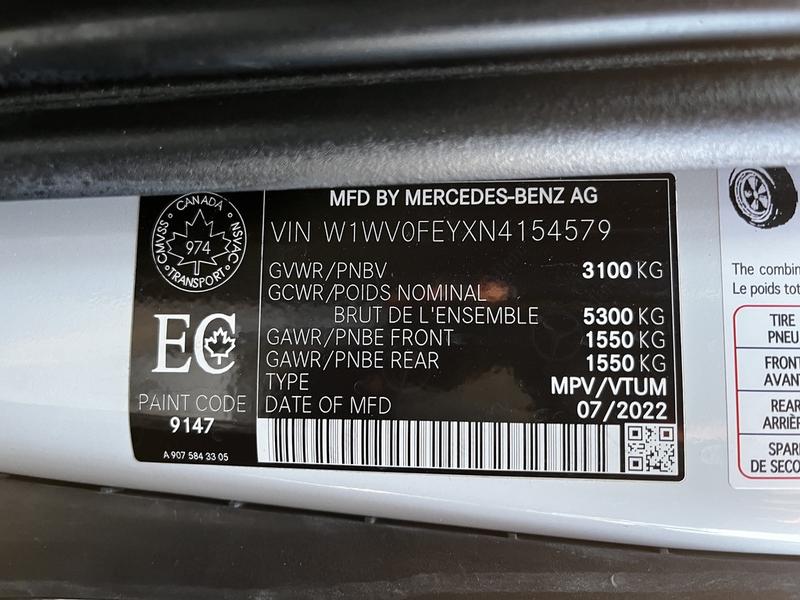 MFD BY MERCEDES-BENZ AG
VIN W1WV0FEYXN4154579
GVWR/PNBV 3100 KG
GCWR/POIDS NOMINAL
BRUT DE L'ENSEMBLE 5300 KG
GAWR/PNBE FRONT 1550 KG
GAWR/PNBE REAR 1550 KG
TYPE MPV/VTUM
DATE OF MFD 07/2022
CANADA
CMVSS
NSVAC
974
TRANSPORT
EC
PAINT CODE
9147
A 907 584 33 05
The combin
Le poids tot
TIRE
PNEU
FRONT
AVANT
REAR
ARRIÈR
SPAR
DE SECO